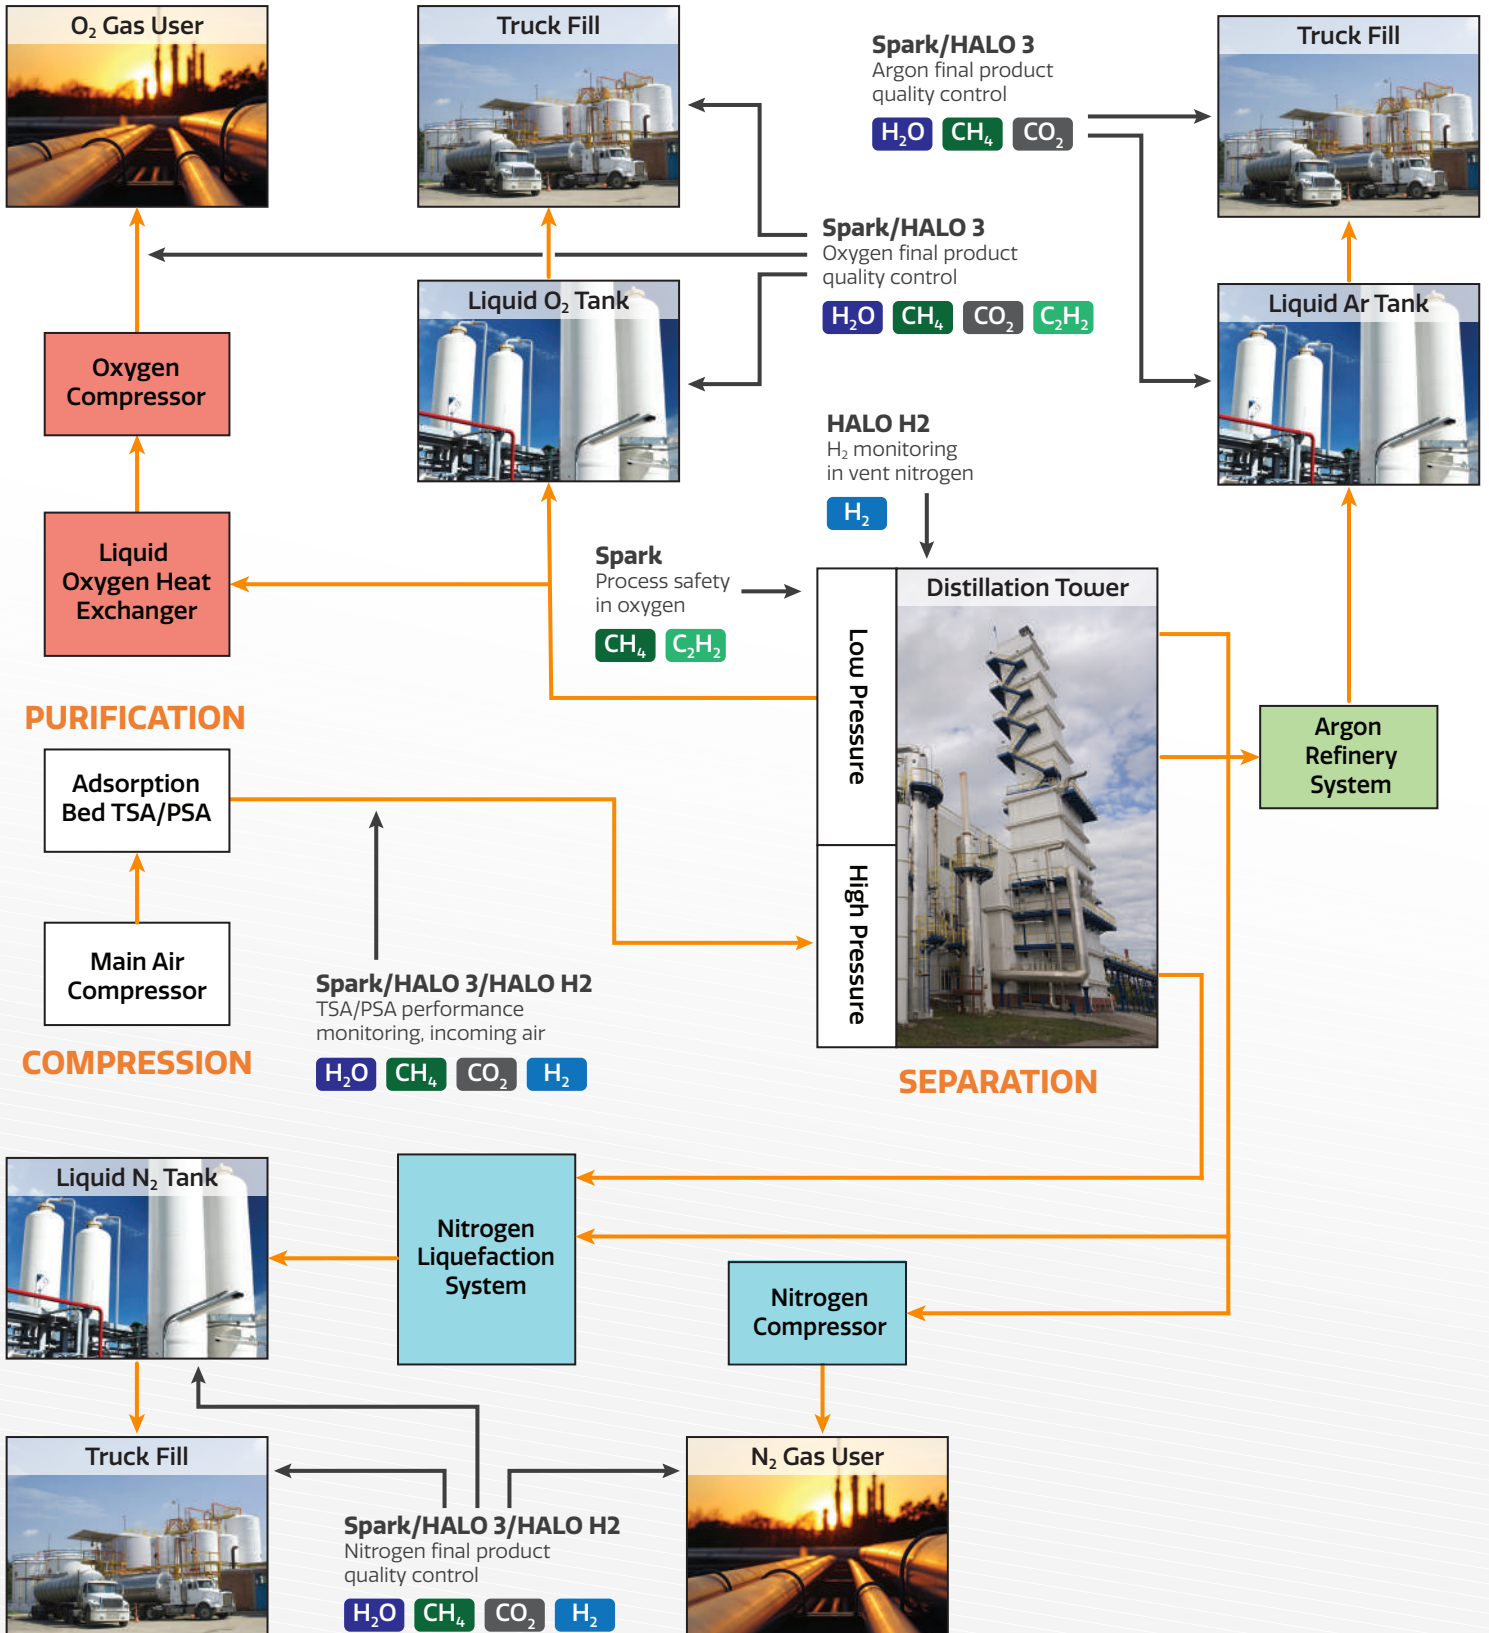 O₂ Gas User
Truck Fill
Spark/HALO 3
Argon final product
quality control
H₂O CH₄ CO₂
Truck Fill
Spark/HALO 3
Oxygen final product
quality control
H₂O CH₄ CO₂ C₂H₂
Liquid O₂ Tank
Liquid Ar Tank
Oxygen
Compressor
HALO H2
H₂ monitoring
in vent nitrogen
H₂
Liquid
Oxygen Heat
Exchanger
Spark
Process safety
in oxygen
CH₄ C₂H₂
Distillation Tower
Low Pressure
High Pressure
PURIFICATION
Adsorption
Bed TSA/PSA
Argon
Refinery
System
Main Air
Compressor
COMPRESSION
Spark/HALO 3/HALO H2
TSA/PSA performance
monitoring, incoming air
H₂O CH₄ CO₂ H₂
SEPARATION
Liquid N₂ Tank
Nitrogen
Liquefaction
System
Nitrogen
Compressor
Truck Fill
Spark/HALO 3/HALO H2
Nitrogen final product
quality control
H₂O CH₄ CO₂ H₂
N₂ Gas User